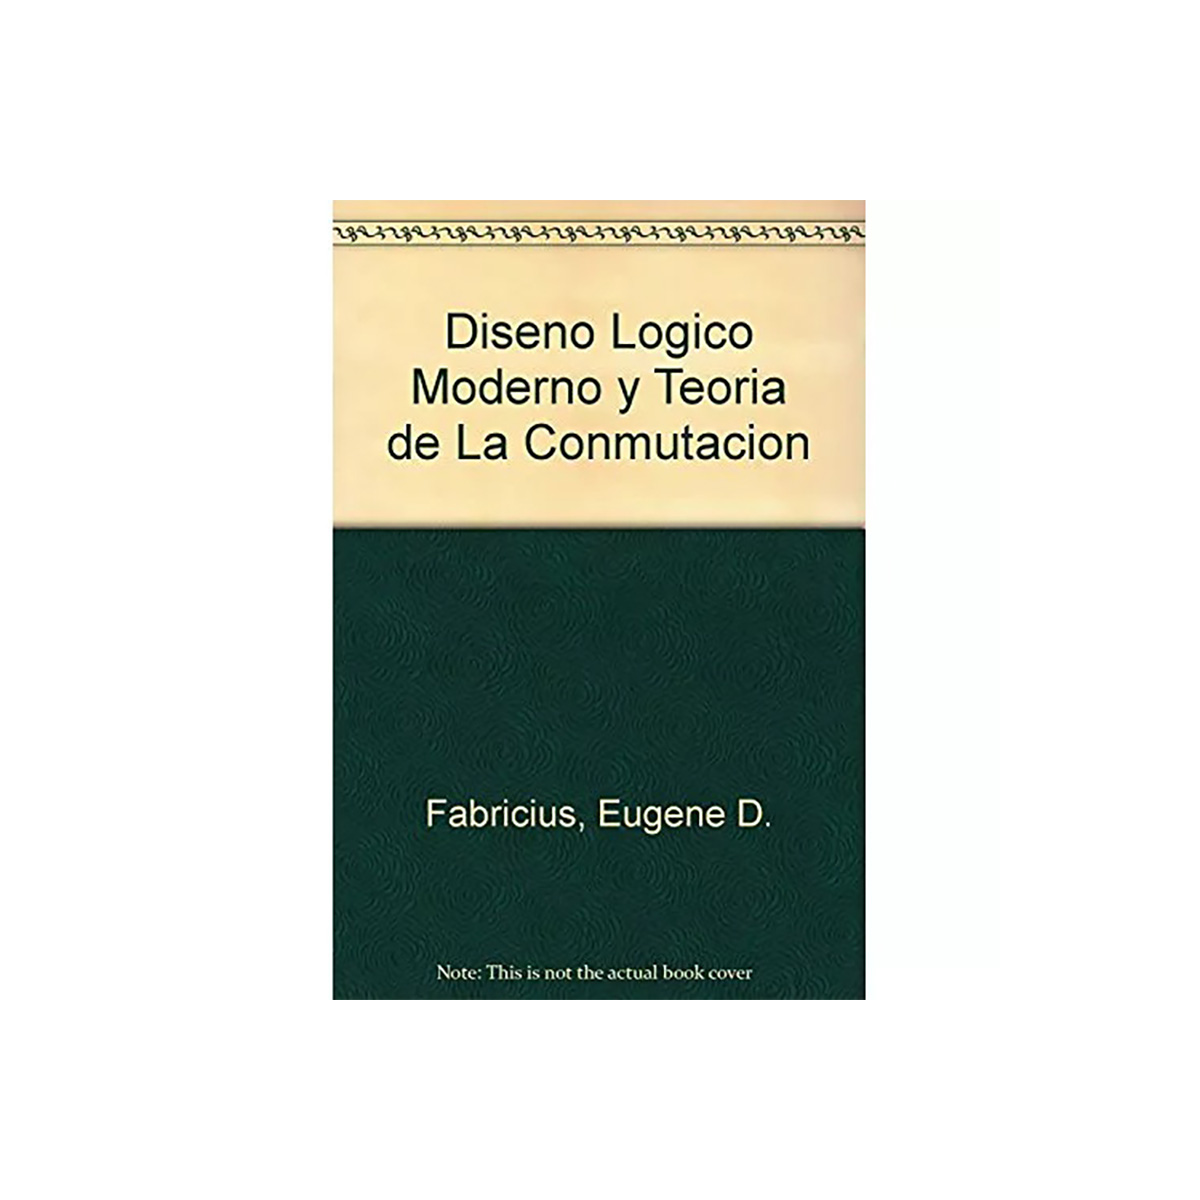 Diseno Logico
Moderno y Teoria
de La Conmutacion
Fabricius, Eugene D.
Note: This is not the actual book cover